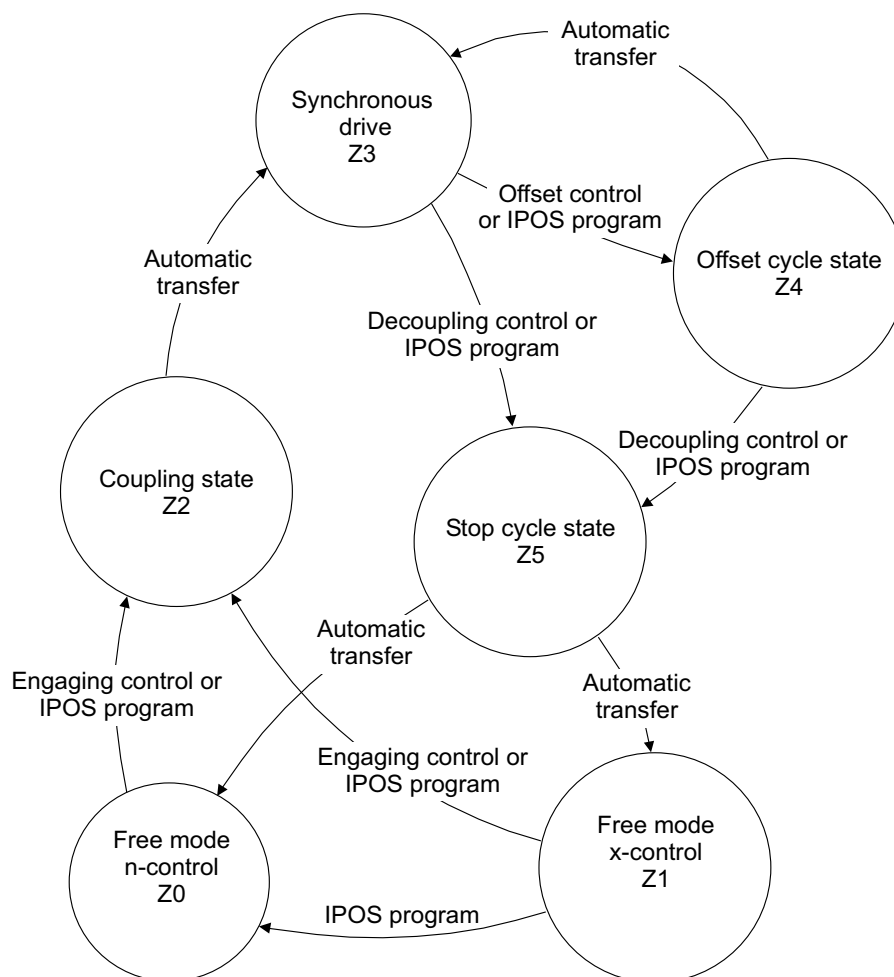 Automatic
transfer
Synchronous
drive
Z3
Offset control
or IPOS program
Offset cycle state
Z4
Automatic
transfer
Decoupling control or
IPOS program
Decoupling control or
IPOS program
Coupling state
Z2
Stop cycle state
Z5
Automatic
transfer
Engaging control or
IPOS program
Automatic
transfer
Engaging control or
IPOS program
Free mode
n-control
Z0
Free mode
x-control
Z1
IPOS program